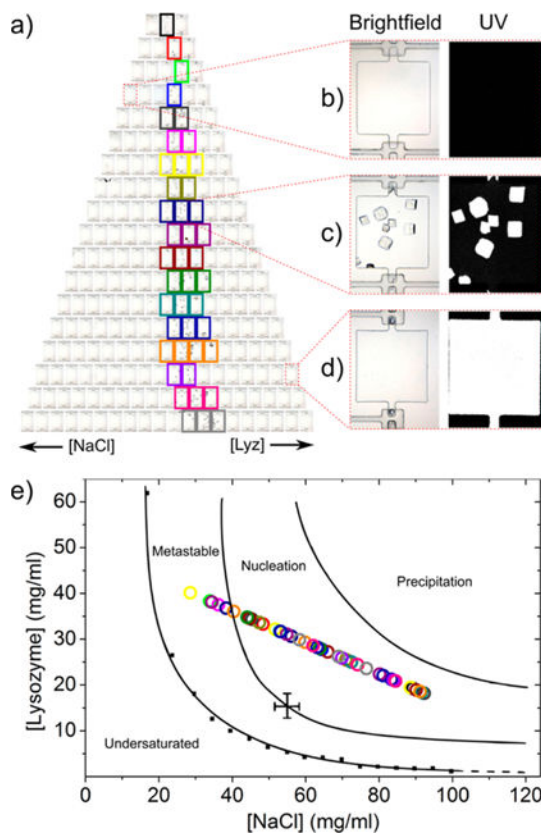 a)
Brightfield UV
b)
c)
d)
[NaCl] [Lyz]
e)
[Lysozyme] (mg/ml)
60
50
40
30
20
10
Metastable
Nucleation
Precipitation
Undersaturated
0 20 40 60 80 100 120
[NaCl] (mg/ml)